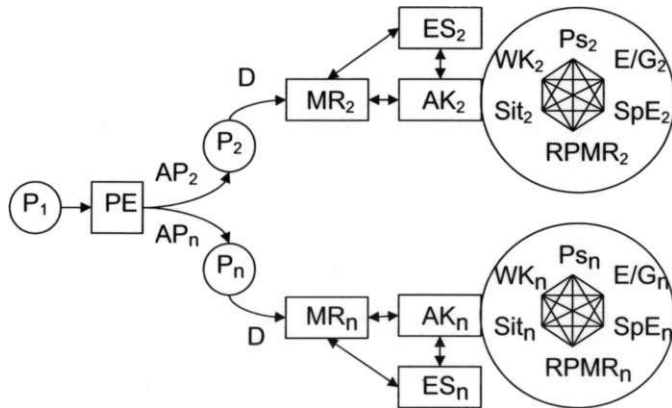 ES₂
Ps₂
WK₂ E/G₂
D
MR₂ AK₂
Sit₂ SpE₂
P₂
RPMR₂
AP₂
P₁ PE
APₙ
Pₙ
Psₙ
WKₙ E/Gₙ
MRₙ AKₙ
Sitₙ SpEₙ
D
RPMRₙ
ESₙ